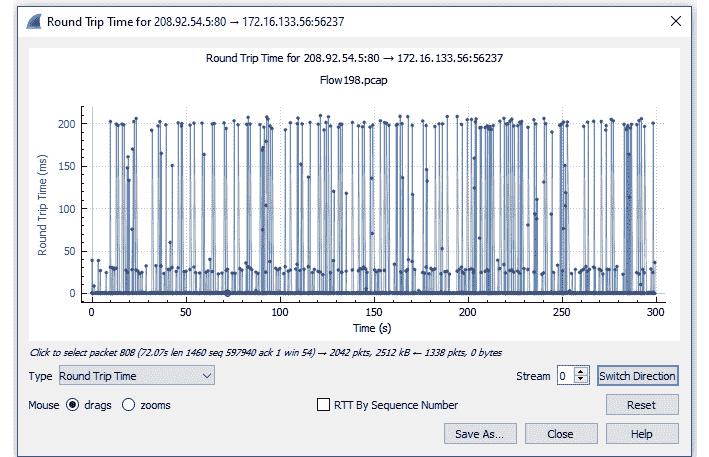 Round Trip Time for 208.92.54.5:80 → 172.16.133.56:56237
Round Trip Time for 208.92.54.5:80 → 172.16.133.56:56237
Flow198.pcap
Round Trip Time (ms)
200
150
100
50
0
0 50 100 150 200 250 300
Time (s)
Click to select packet 808 (72.07s len 1460 seq 597940 ack 1 win 54) → 2042 pkts, 2512 kB ← 1338 pkts, 0 bytes
Type Round Trip Time Stream 0 Switch Direction
Mouse drags zooms RTT By Sequence Number Reset
Save As... Close Help